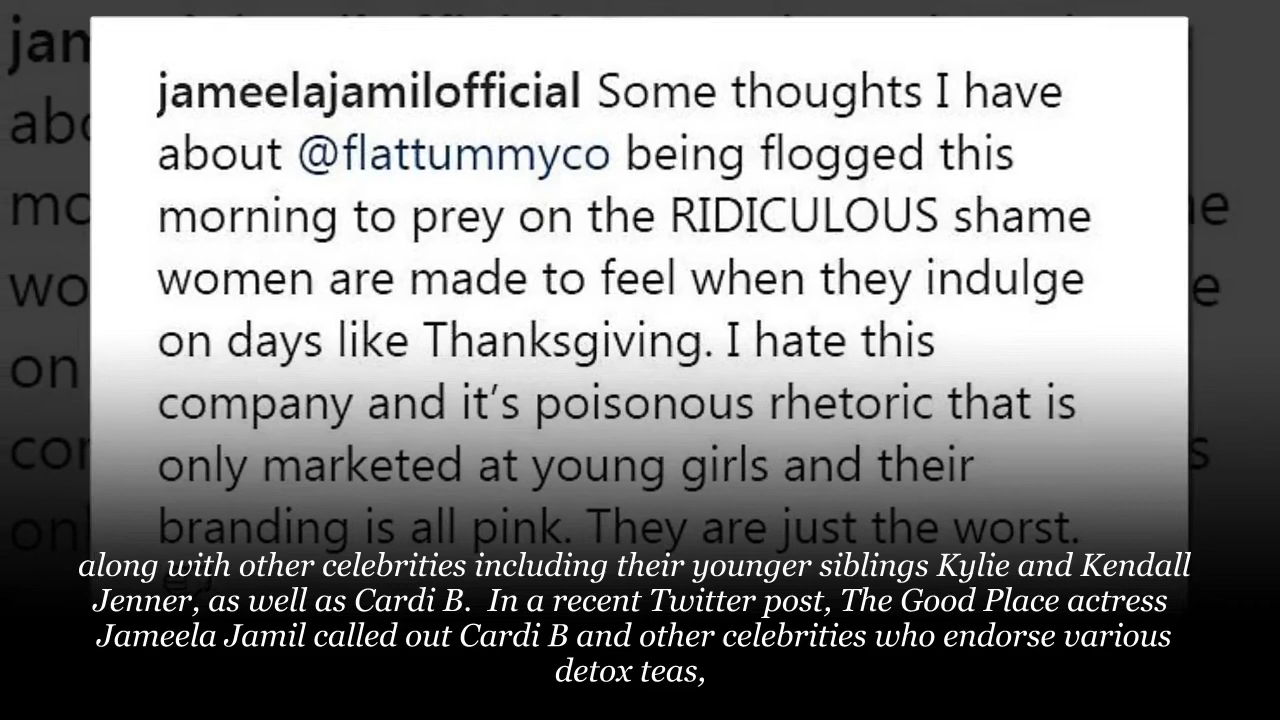 jameelajamilofficial Some thoughts I have
about @flattummyco being flogged this
morning to prey on the RIDICULOUS shame
women are made to feel when they indulge
on days like Thanksgiving. I hate this
company and it’s poisonous rhetoric that is
only marketed at young girls and their
branding is all pink. They are just the worst.
along with other celebrities including their younger siblings Kylie and Kendall
Jenner, as well as Cardi B.  In a recent Twitter post, The Good Place actress
Jameela Jamil called out Cardi B and other celebrities who endorse various
detox teas,